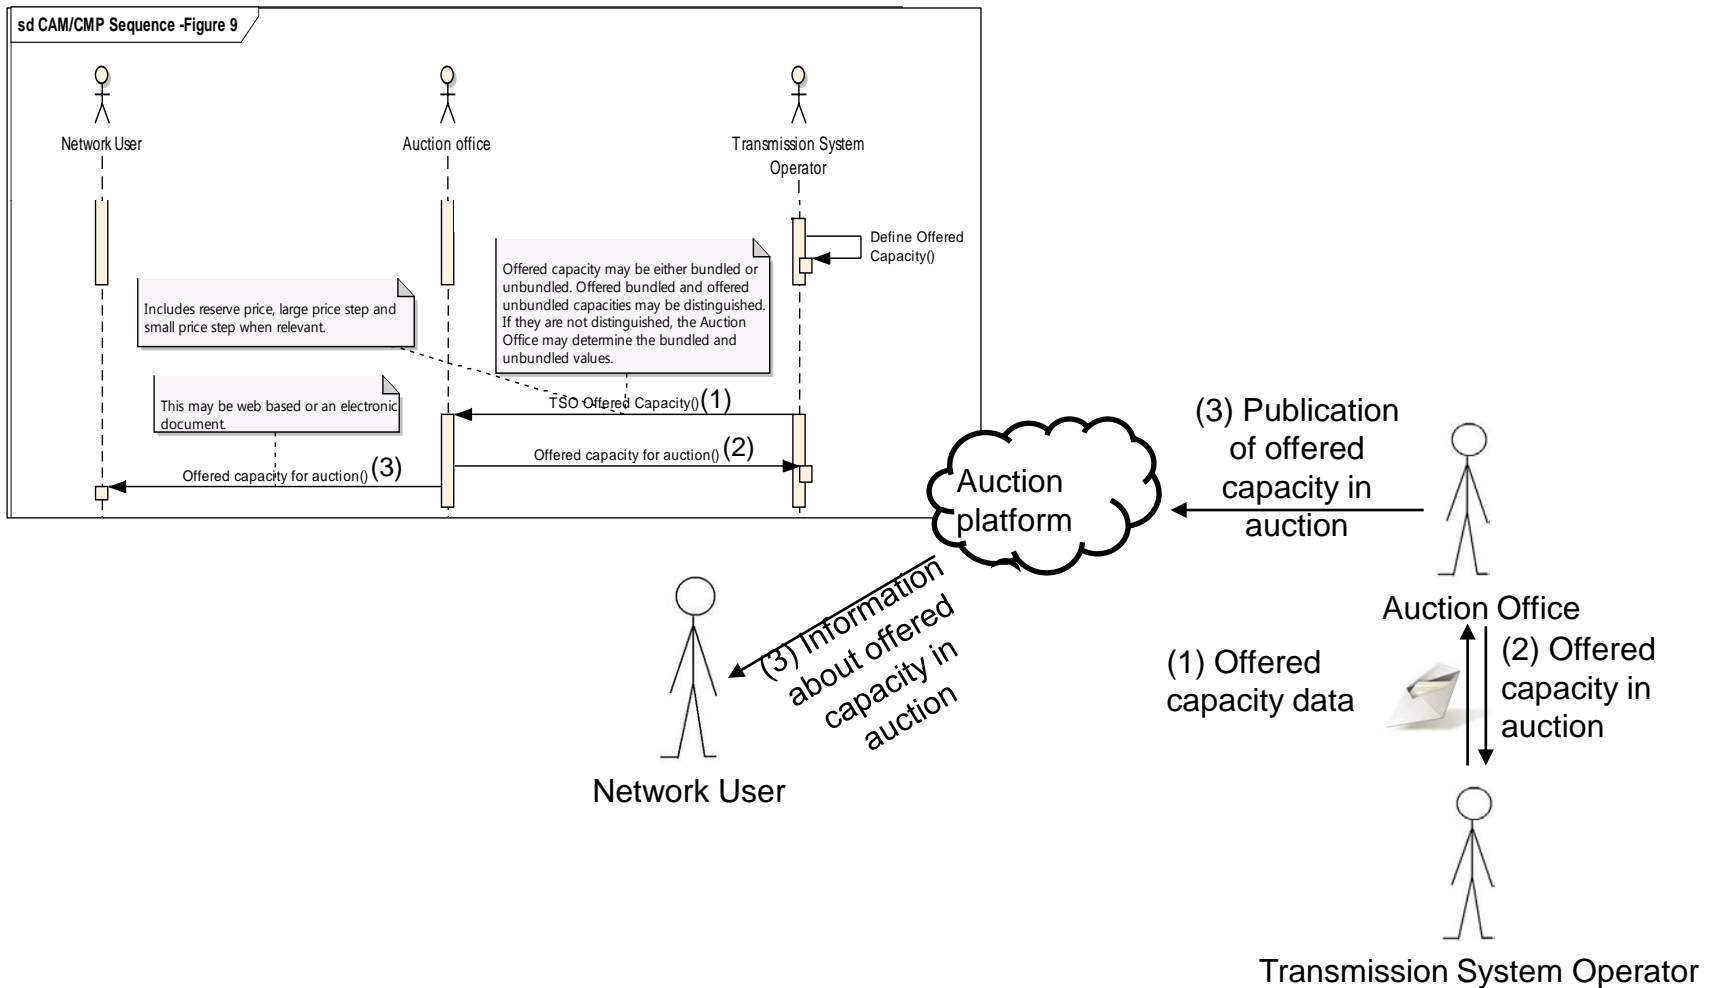 sd CAM/CMP Sequence -Figure 9
Network User
Auction office
Transmission System
Operator
Define Offered
Capacity()
Offered capacity may be either bundled or
unbundled. Offered bundled and offered
unbundled capacities may be distinguished.
If they are not distinguished, the Auction
Office may determine the bundled and
unbundled values.
Includes reserve price, large price step and
small price step when relevant.
This may be web based or an electronic
document.
TSO Offered Capacity() (1)
Offered capacity for auction() (2)
Offered capacity for auction() (3)
Auction
platform
(3) Publication
of offered
capacity in
auction
Auction Office
(3) Information
about offered
capacity in
auction
Network User
(1) Offered
capacity data
(2) Offered
capacity in
auction
Transmission System Operator